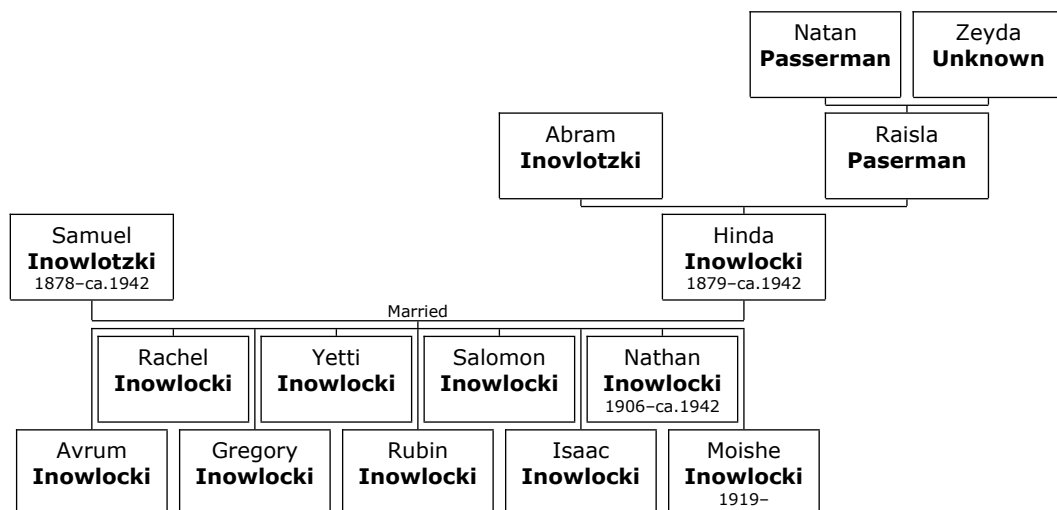 Natan
Passerman
Zeyda
Unknown
Abram
Inovlotzki
Raisla
Paserman
Samuel
Inowlotzki
1878–ca.1942
Hinda
Inowlocki
1879–ca.1942
Married
Rachel
Inowlocki
Yetti
Inowlocki
Salomon
Inowlocki
Nathan
Inowlocki
1906–ca.1942
Avrum
Inowlocki
Gregory
Inowlocki
Rubin
Inowlocki
Isaac
Inowlocki
Moishe
Inowlocki
1919–